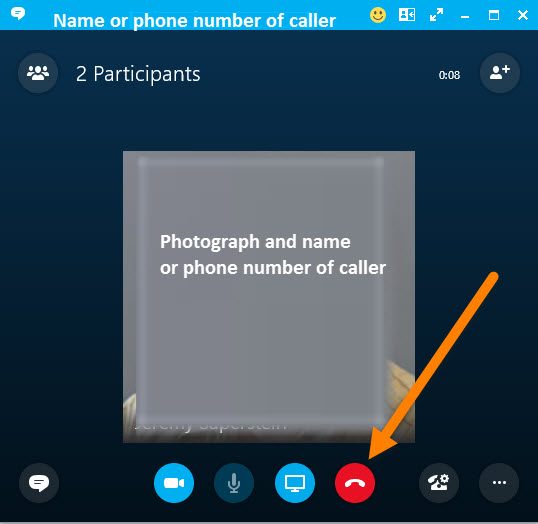 Name or phone number of caller
2 Participants
0:08
Photograph and name
or phone number of caller